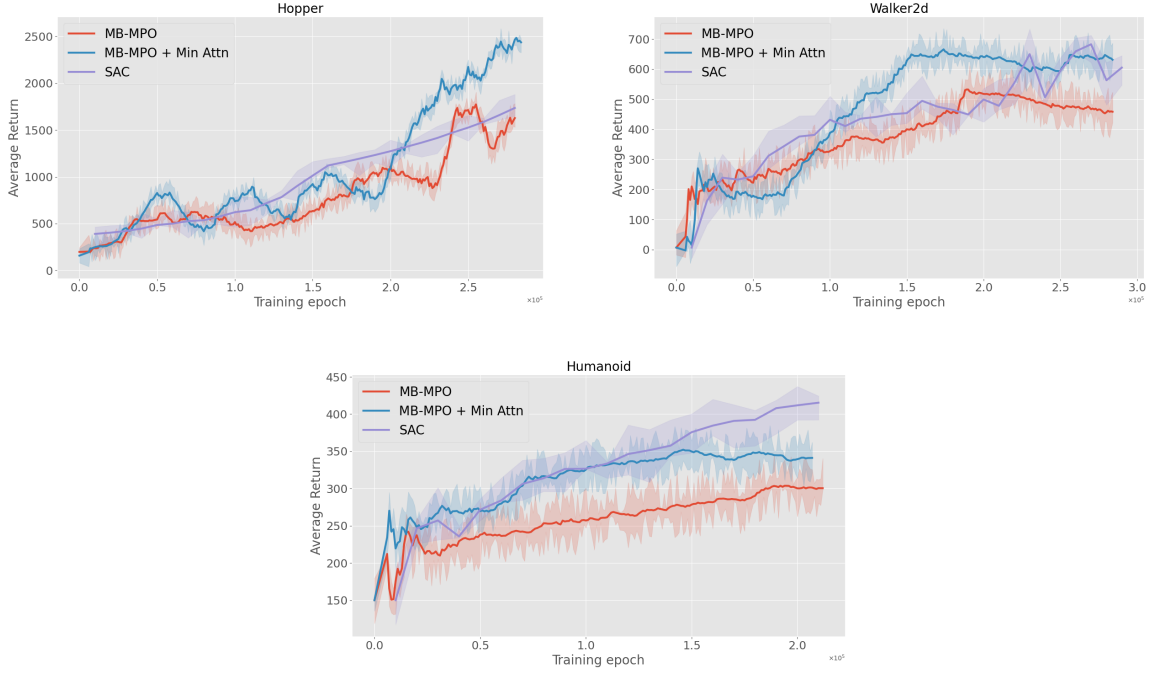 Hopper
MB-MPO
MB-MPO + Min Attn
SAC
2500
2000
1500
1000
500
0
Average Return
0.0 0.5 1.0 1.5 2.0 2.5
×10⁵
Training epoch
Walker2d
MB-MPO
MB-MPO + Min Attn
SAC
700
600
500
400
300
200
100
0
Average Return
0.0 0.5 1.0 1.5 2.0 2.5 3.0
×10⁵
Training epoch
Humanoid
MB-MPO
MB-MPO + Min Attn
SAC
450
400
350
300
250
200
150
Average Return
0.0 0.5 1.0 1.5 2.0
×10⁵
Training epoch